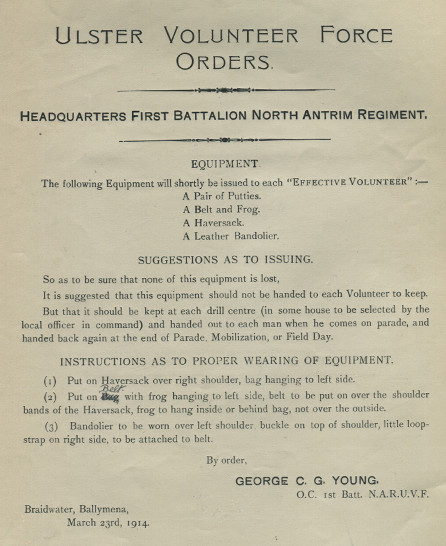 ULSTER VOLUNTEER FORCE
ORDERS.
HEADQUARTERS FIRST BATTALION NORTH ANTRIM REGIMENT.
EQUIPMENT.
The following Equipment will shortly be issued to each "EFFECTIVE VOLUNTEER" :—
A Pair of Putties.
A Belt and Frog.
A Haversack.
A Leather Bandolier.
SUGGESTIONS AS TO ISSUING.
So as to be sure that none of this equipment is lost,
It is suggested that this equipment should not be handed to each Volunteer to keep.
But that it should be kept at each drill centre (in some house to be selected by the
local officer in command) and handed out to each man when he comes on parade, and
handed back again at the end of Parade, Mobilization, or Field Day.
INSTRUCTIONS AS TO PROPER WEARING OF EQUIPMENT.
(1) Put on Haversack over right shoulder, bag hanging to left side.
Belt
(2) Put on Bag with frog hanging to left side, belt to be put on over the shoulder
bands of the Haversack, frog to hang inside or behind bag, not over the outside.
(3) Bandolier to be worn over left shoulder, buckle on top of shoulder, little loop-
strap on right side, to be attached to belt.
By order,
GEORGE C. G. YOUNG,
O.C. 1st Batt. N.A.R.U.V.F.
Braidwater, Ballymena,
March 23rd, 1914.